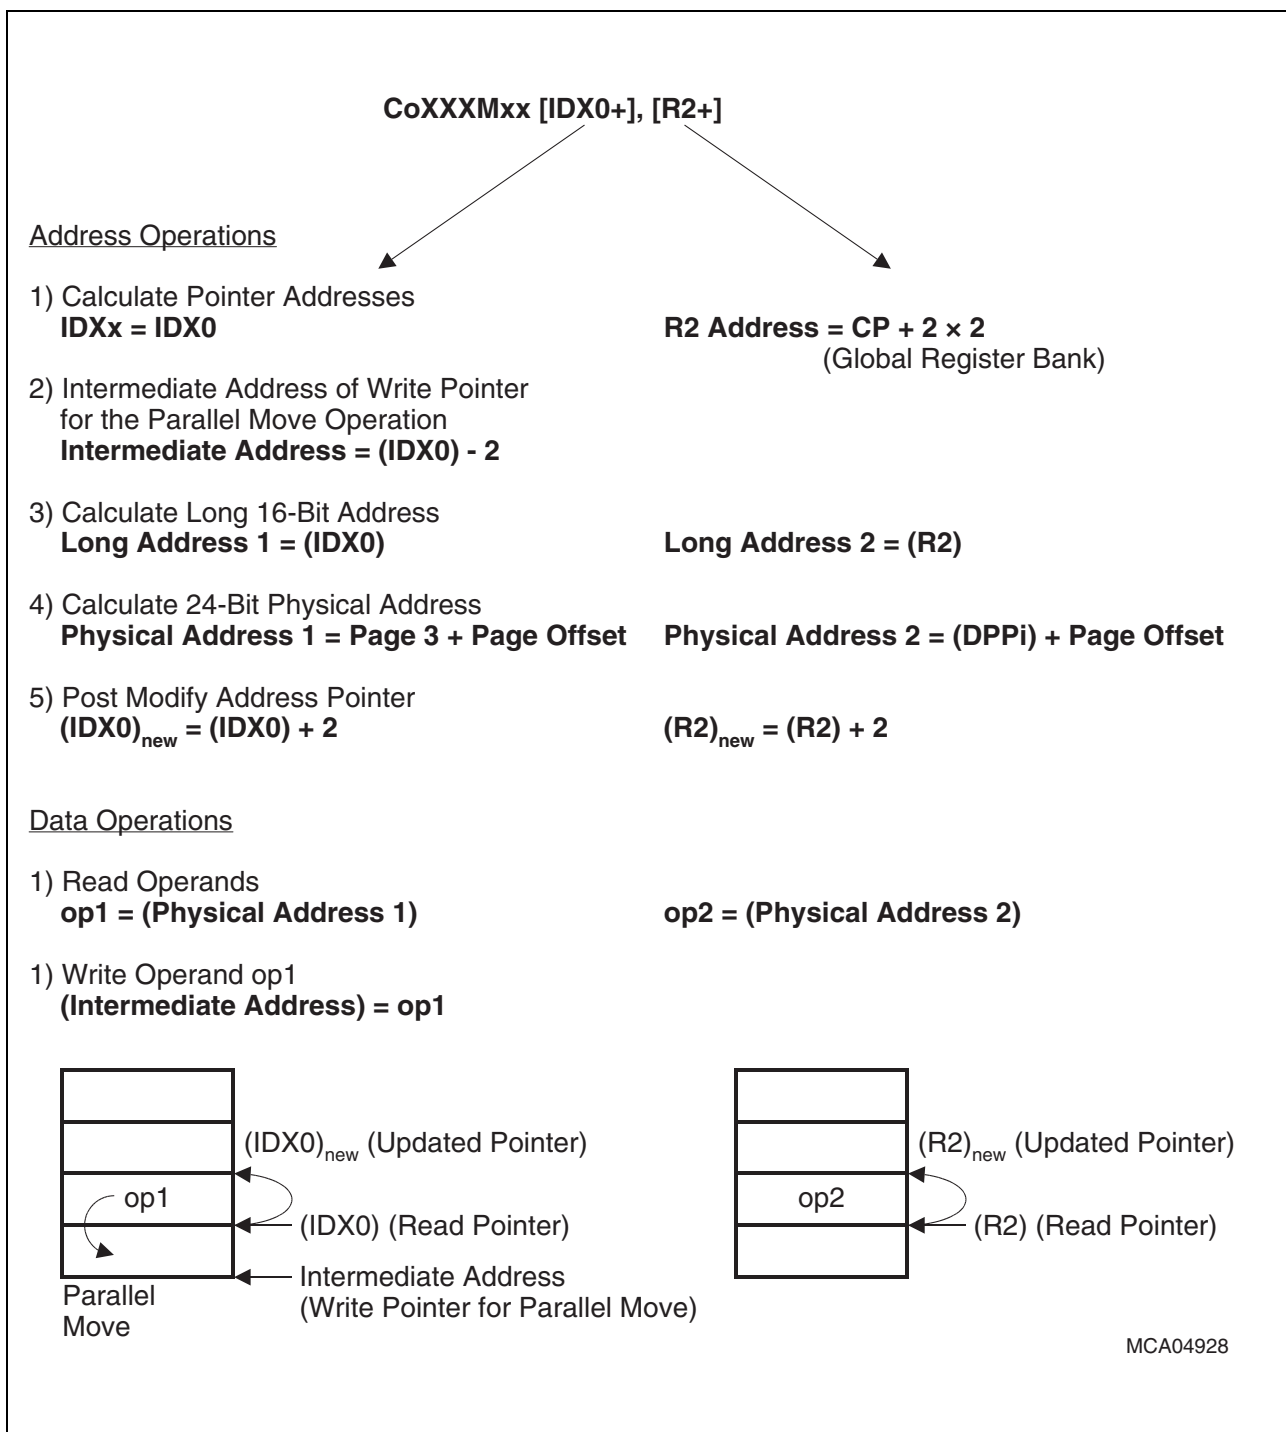 CoXXXMxx [IDX0+], [R2+]
Address Operations
1) Calculate Pointer Addresses
IDXx = IDX0
R2 Address = CP + 2 × 2
(Global Register Bank)
2) Intermediate Address of Write Pointer
for the Parallel Move Operation
Intermediate Address = (IDX0) - 2
3) Calculate Long 16-Bit Address
Long Address 1 = (IDX0)
Long Address 2 = (R2)
4) Calculate 24-Bit Physical Address
Physical Address 1 = Page 3 + Page Offset
Physical Address 2 = (DPPi) + Page Offset
5) Post Modify Address Pointer
(IDX0)new = (IDX0) + 2
(R2)new = (R2) + 2
Data Operations
1) Read Operands
op1 = (Physical Address 1)
op2 = (Physical Address 2)
1) Write Operand op1
(Intermediate Address) = op1
(IDX0)new (Updated Pointer)
op1
(IDX0) (Read Pointer)
Intermediate Address
(Write Pointer for Parallel Move)
Parallel
Move
(R2)new (Updated Pointer)
op2
(R2) (Read Pointer)
MCA04928